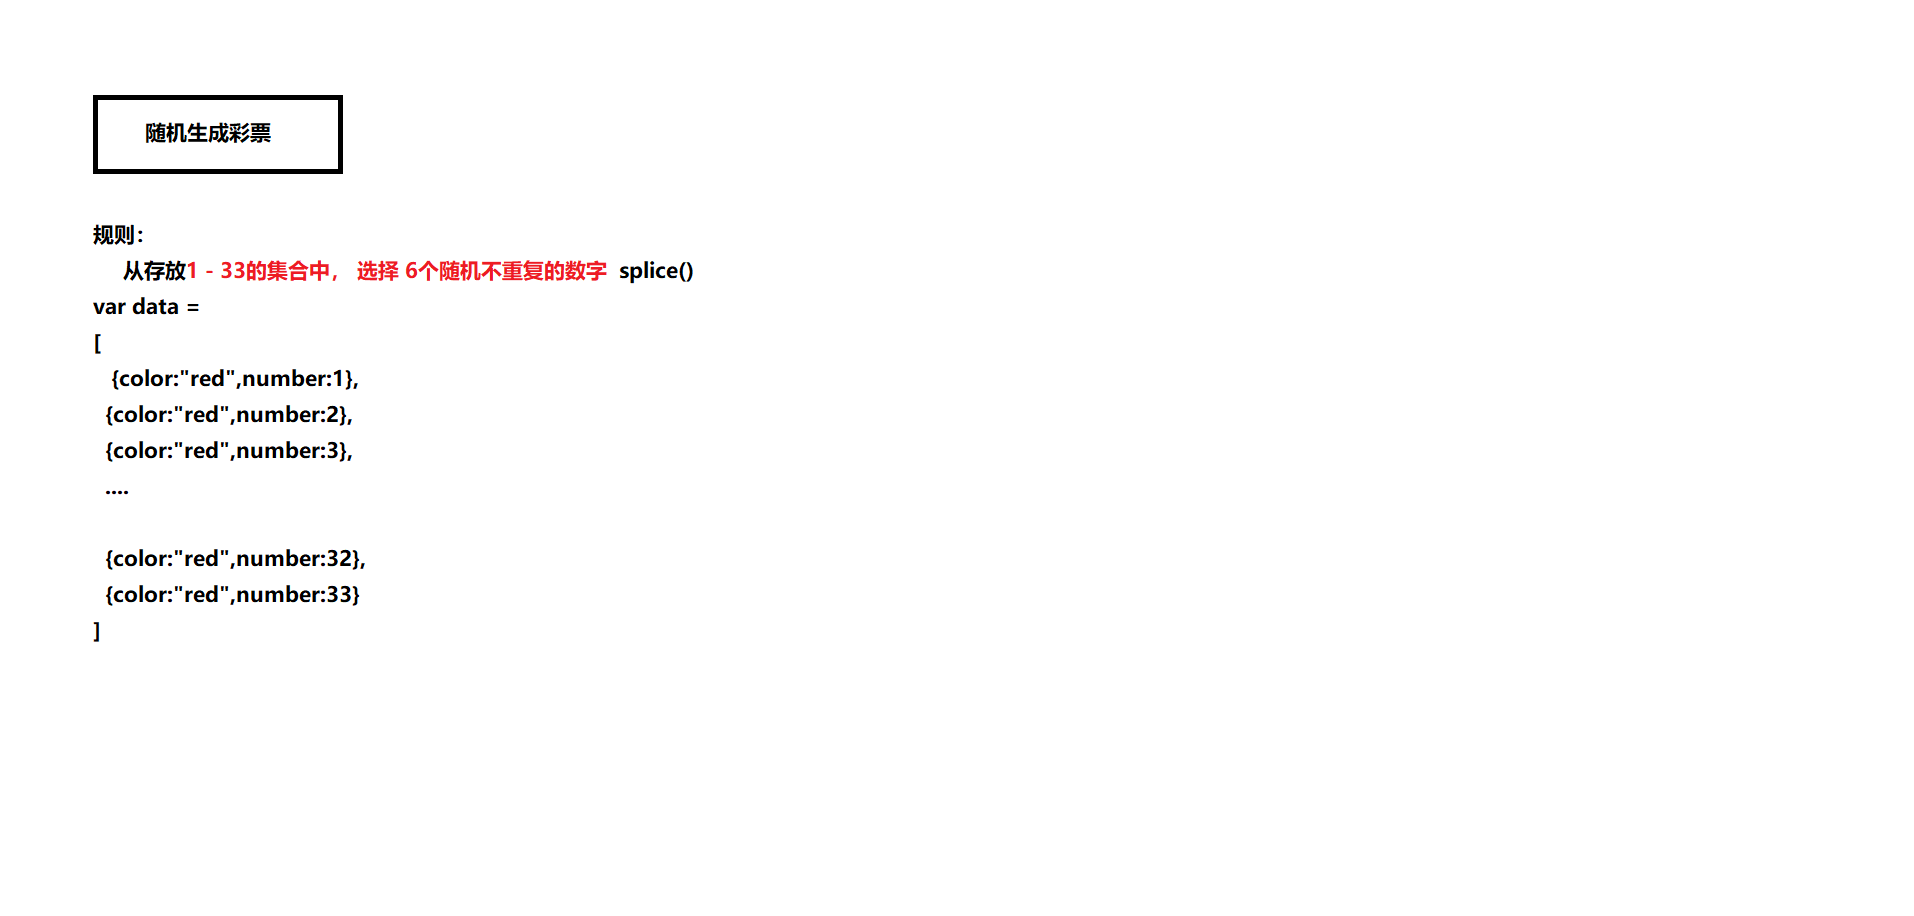 随机生成彩票
规则：
从存放1 - 33的集合中， 选择 6个随机不重复的数字 splice()
var data =
[
{color:"red",number:1},
{color:"red",number:2},
{color:"red",number:3},
....
{color:"red",number:32},
{color:"red",number:33}
]